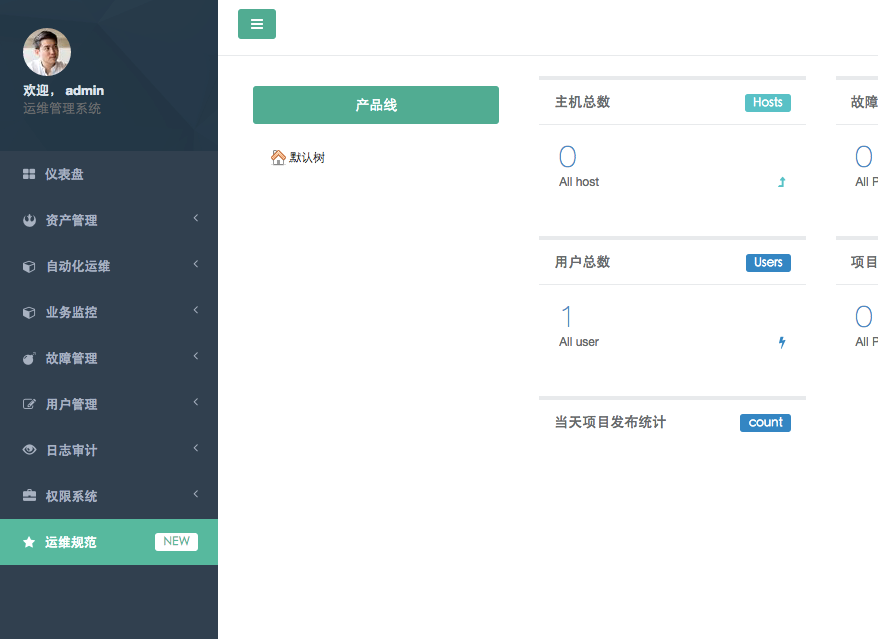 欢迎， admin
运维管理系统
仪表盘
资产管理
自动化运维
业务监控
故障管理
用户管理
日志审计
权限系统
运维规范 NEW
产品线
默认树
主机总数 Hosts
0
All host
用户总数 Users
1
All user
当天项目发布统计 count
故障
0
All P
项目
0
All P